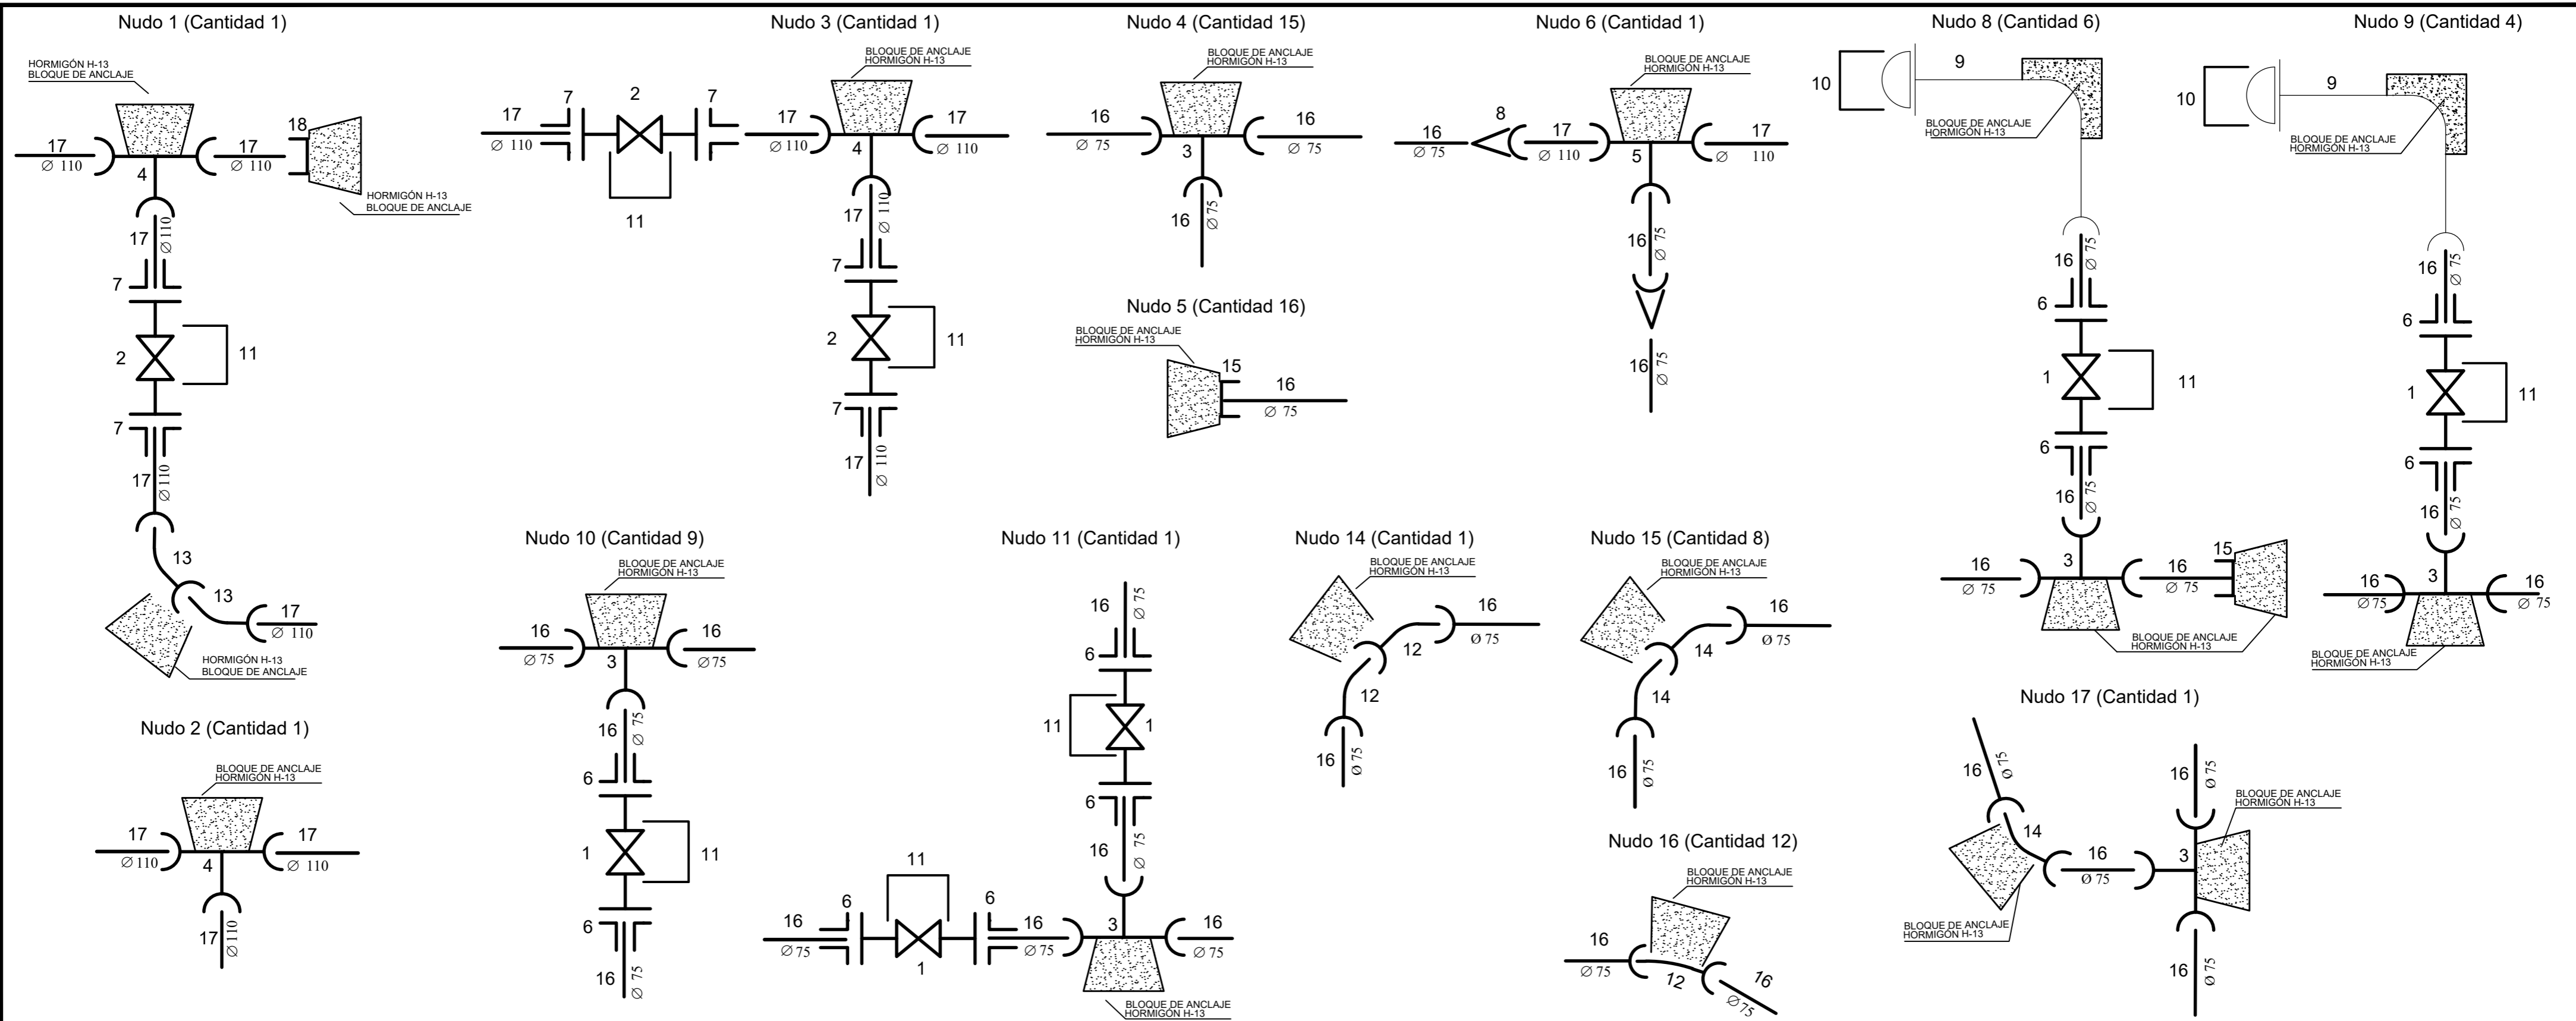 Nudo 1 (Cantidad 1)
HORMIGÓN H-13
BLOQUE DE ANCLAJE
17
Ø 110
4
17
Ø 110
18
HORMIGÓN H-13
BLOQUE DE ANCLAJE
17
Ø 110
7
2
11
7
17
Ø 110
13
13
17
Ø 110
HORMIGÓN H-13
BLOQUE DE ANCLAJE
Nudo 2 (Cantidad 1)
BLOQUE DE ANCLAJE
HORMIGÓN H-13
17
Ø 110
4
17
Ø 110
17
Ø 110
Nudo 3 (Cantidad 1)
BLOQUE DE ANCLAJE
HORMIGÓN H-13
17
Ø 110
7
2
7
11
17
Ø 110
4
17
Ø 110
17
Ø 110
7
2
11
7
17
Ø 110
Nudo 4 (Cantidad 15)
BLOQUE DE ANCLAJE
HORMIGÓN H-13
16
Ø 75
3
16
Ø 75
16
Ø 75
Nudo 5 (Cantidad 16)
BLOQUE DE ANCLAJE
HORMIGÓN H-13
15
16
Ø 75
Nudo 6 (Cantidad 1)
BLOQUE DE ANCLAJE
HORMIGÓN H-13
16
Ø 75
8
17
Ø 110
5
17
Ø 110
16
Ø 75
16
Ø 75
Nudo 8 (Cantidad 6)
10
9
BLOQUE DE ANCLAJE
HORMIGÓN H-13
16
Ø 75
6
1
11
6
16
Ø 75
16
Ø 75
3
16
Ø 75
15
BLOQUE DE ANCLAJE
HORMIGÓN H-13
Nudo 9 (Cantidad 4)
10
9
BLOQUE DE ANCLAJE
HORMIGÓN H-13
16
Ø 75
6
1
11
6
16
Ø 75
16
Ø 75
3
16
Ø 75
BLOQUE DE ANCLAJE
HORMIGÓN H-13
Nudo 10 (Cantidad 9)
BLOQUE DE ANCLAJE
HORMIGÓN H-13
16
Ø 75
3
16
Ø 75
16
Ø 75
6
1
11
6
16
Ø 75
Nudo 11 (Cantidad 1)
16
Ø 75
6
11
1
6
16
Ø 75
11
16
Ø 75
6
1
6
16
Ø 75
3
16
Ø 75
BLOQUE DE ANCLAJE
HORMIGÓN H-13
Nudo 14 (Cantidad 1)
BLOQUE DE ANCLAJE
HORMIGÓN H-13
16
Ø 75
12
12
16
Ø 75
Nudo 15 (Cantidad 8)
BLOQUE DE ANCLAJE
HORMIGÓN H-13
16
Ø 75
14
14
16
Ø 75
Nudo 16 (Cantidad 12)
BLOQUE DE ANCLAJE
HORMIGÓN H-13
16
Ø 75
12
16
Ø 75
Nudo 17 (Cantidad 1)
16
Ø 75
14
16
Ø 75
3
16
Ø 75
BLOQUE DE ANCLAJE
HORMIGÓN H-13
BLOQUE DE ANCLAJE
HORMIGÓN H-13
16
Ø 75